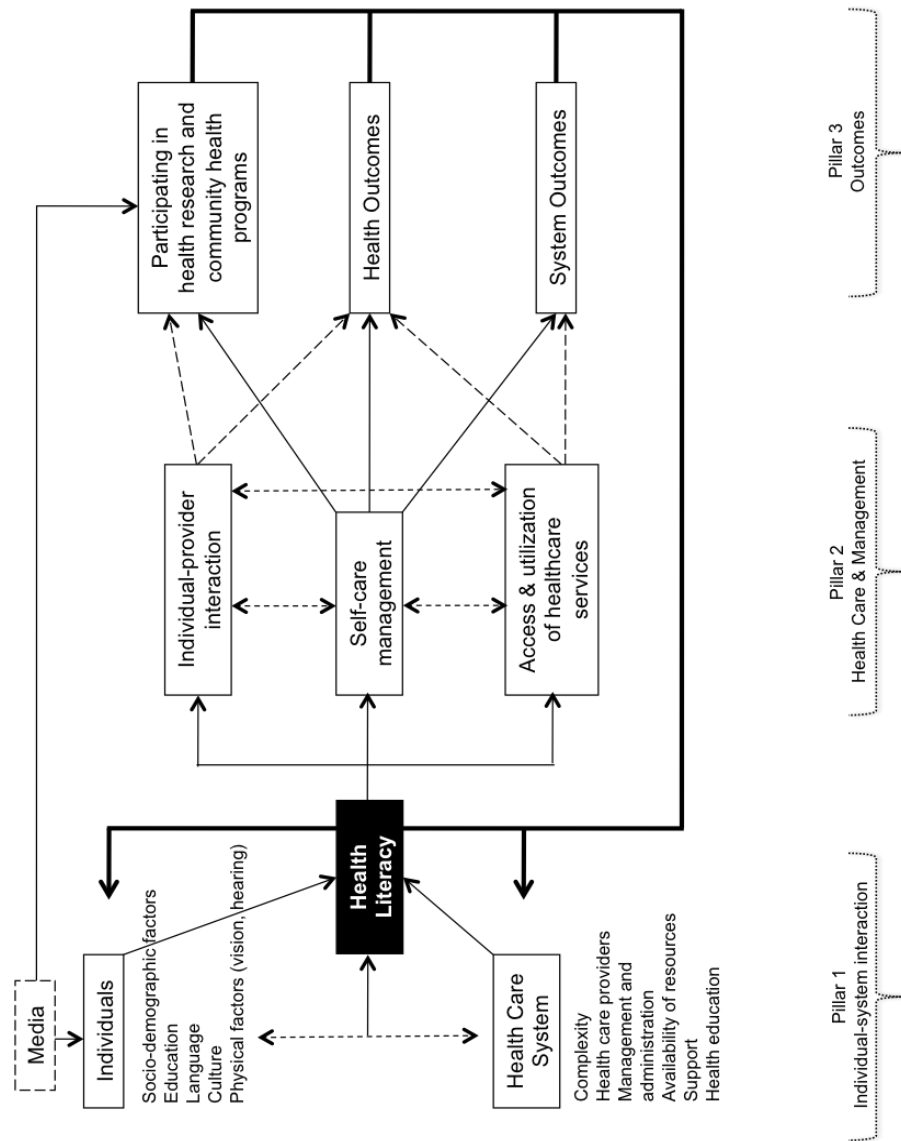 Media
Individuals
Socio-demographic factors
Education
Language
Culture
Physical factors (vision, hearing)
Health Care
System
Complexity
Health care providers
Management and
administration
Availability of resources
Support
Health education
Health
Literacy
Individual-provider
interaction
Self-care
management
Access & utilization
of healthcare
services
Participating in
health research and
community health
programs
Health Outcomes
System Outcomes
Pillar 1
Individual-system interaction
Pillar 2
Health Care & Management
Pillar 3
Outcomes